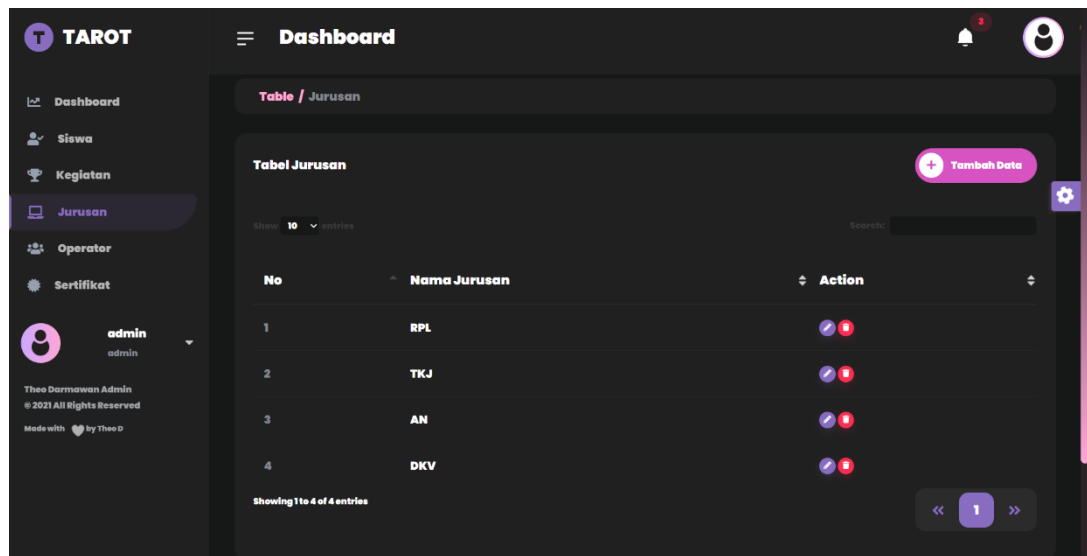 T TAROT
Dashboard
3
Dashboard
Siswa
Kegiatan
Jurusan
Operator
Sertifikat
admin
admin
Theo Darmawan Admin
© 2021 All Rights Reserved
Made with by Theo D
Table / Jurusan
Tabel Jurusan
+ Tambah Data
Show 10 entries
Search:
No Nama Jurusan Action
1 RPL
2 TKJ
3 AN
4 DKV
Showing 1 to 4 of 4 entries
« 1 »